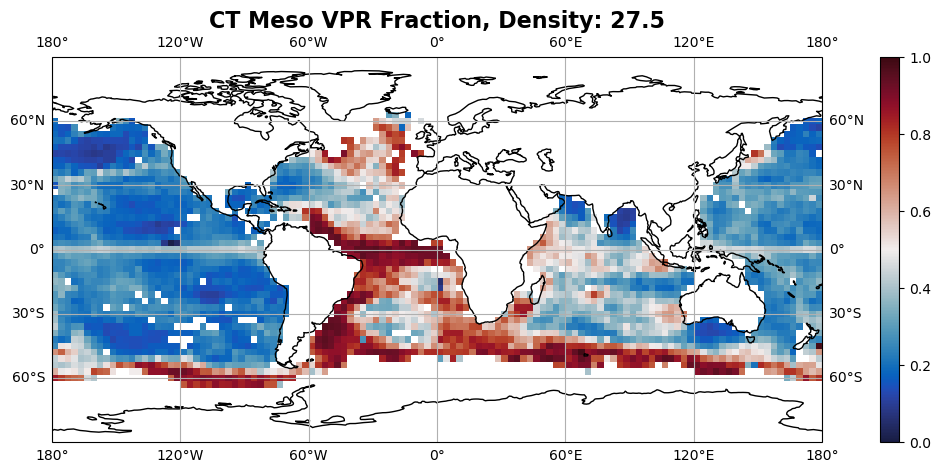 CT Meso VPR Fraction, Density: 27.5
180° 120°W 60°W 0° 60°E 120°E 180°
1.0
60°N 60°N
0.8
30°N 30°N
0.6
0° 0°
0.4
30°S 30°S
0.2
60°S 60°S
0.0
180° 120°W 60°W 0° 60°E 120°E 180°